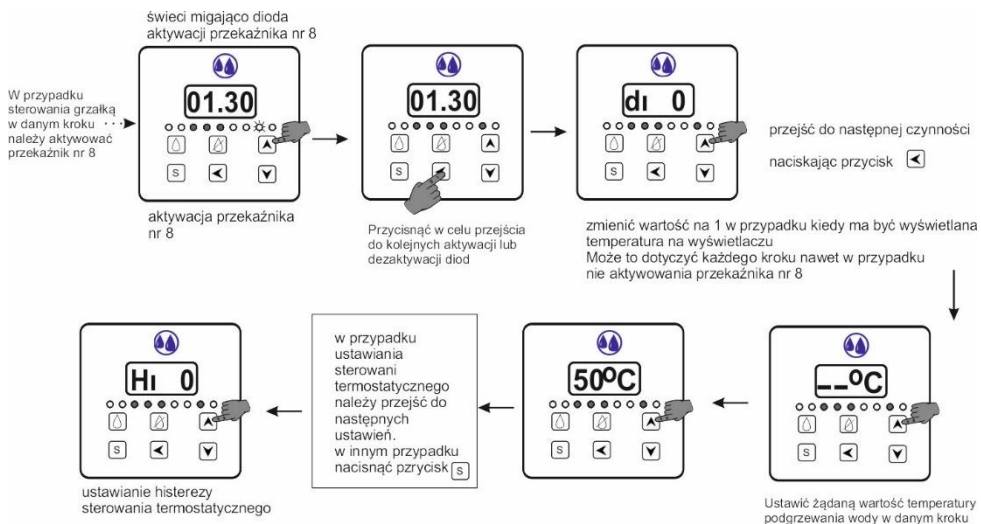 świeci migająco dioda
aktywacji przekaźnika nr 8
W przypadku
sterowania grzałką
w danym kroku
należy aktywować
przekaźnik nr 8
01.30
S
aktywacja przekaźnika
nr 8
01.30
S
Przycisnąć w celu przejścia
do kolejnych aktywacji lub
dezaktywacji diod
dı 0
S
przejść do następnej czynności
naciskając przycisk
zmienić wartość na 1 w przypadku kiedy ma być wyświetlana
temperatura na wyświetlaczu
Może to dotyczyć każdego kroku nawet w przypadku
nie aktywowania przekaźnika nr 8
--ºC
S
Ustawić żądaną wartość temperatury
podgrzewania wody w danym kroku
50ºC
S
w przypadku
ustawiania
sterowani
termostatycznego
należy przejść do
następnych
ustawień.
w innym przypadku
nacisnąć pzrycisk S
Hı 0
S
ustawianie histerezy
sterowania termostatycznego